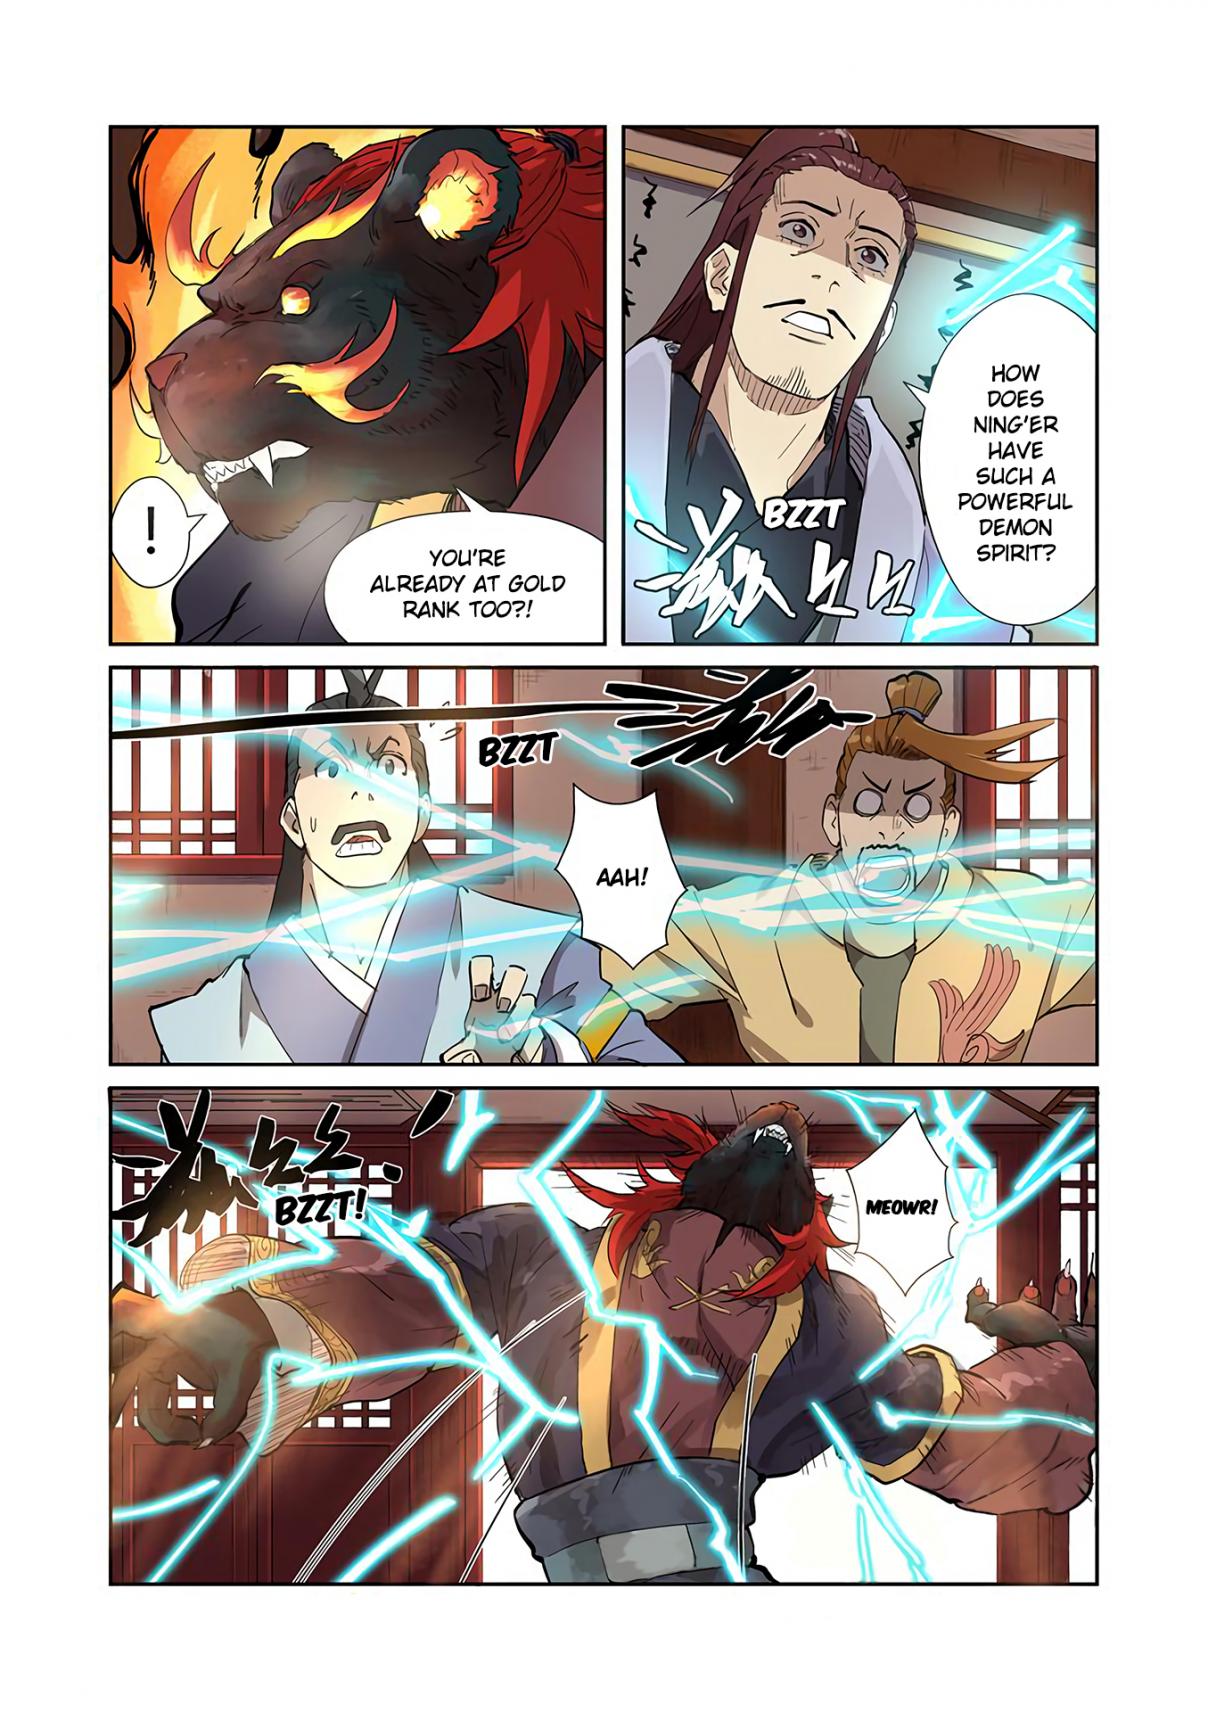 !
YOU'RE
ALREADY AT GOLD
RANK TOO?!
HOW
DOES
NING'ER
HAVE
SUCH A
POWERFUL
DEMON
SPIRIT?
BZZT
BZZT
AAH!
BZZT!
MEOWR!